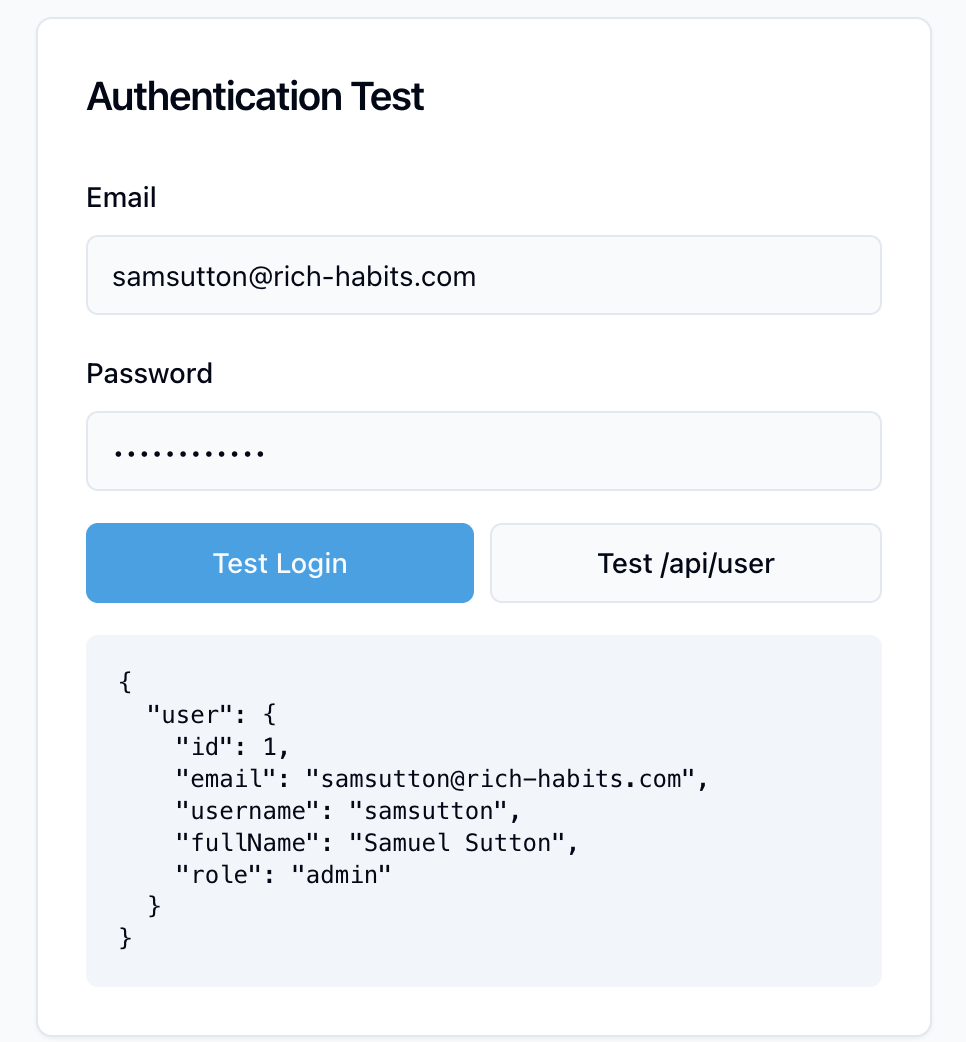 Authentication Test
Email
samsutton@rich-habits.com
Password
••••••••••••
Test Login
Test /api/user
{
  "user": {
    "id": 1,
    "email": "samsutton@rich-habits.com",
    "username": "samsutton",
    "fullName": "Samuel Sutton",
    "role": "admin"
  }
}